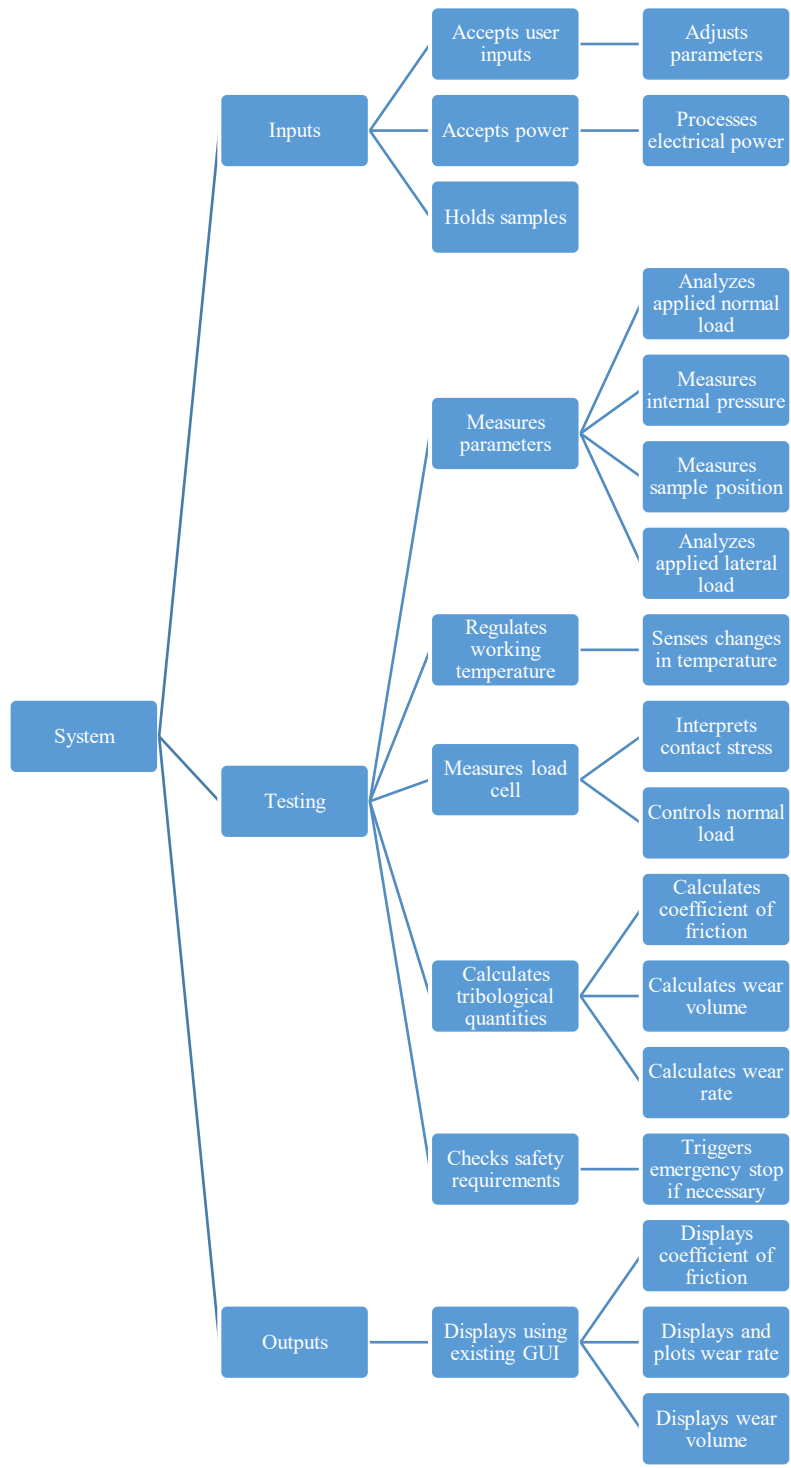 System
Inputs
Accepts user
inputs
Adjusts
parameters
Accepts power
Processes
electrical power
Holds samples
Testing
Measures
parameters
Analyzes
applied normal
load
Measures
internal pressure
Measures
sample position
Analyzes
applied lateral
load
Regulates
working
temperature
Senses changes
in temperature
Measures load
cell
Interprets
contact stress
Controls normal
load
Calculates
tribological
quantities
Calculates
coefficient of
friction
Calculates wear
volume
Calculates wear
rate
Checks safety
requirements
Triggers
emergency stop
if necessary
Outputs
Displays using
existing GUI
Displays
coefficient of
friction
Displays and
plots wear rate
Displays wear
volume